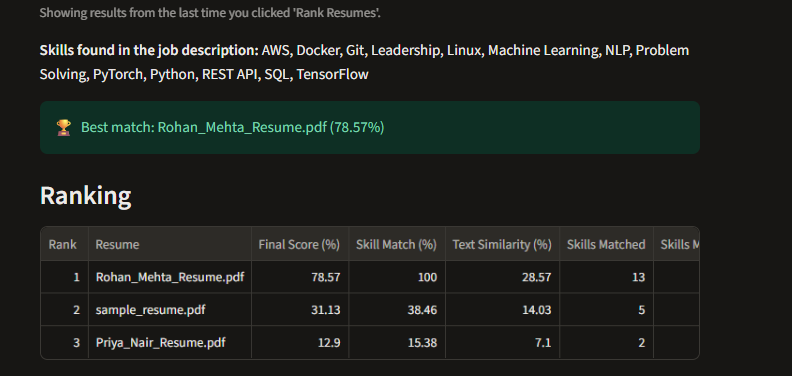 Showing results from the last time you clicked 'Rank Resumes'.
Skills found in the job description: AWS, Docker, Git, Leadership, Linux, Machine Learning, NLP, Problem
Solving, PyTorch, Python, REST API, SQL, TensorFlow
🏆 Best match: Rohan_Mehta_Resume.pdf (78.57%)
Ranking
Rank Resume Final Score (%) Skill Match (%) Text Similarity (%) Skills Matched Skills M
1 Rohan_Mehta_Resume.pdf 78.57 100 28.57 13
2 sample_resume.pdf 31.13 38.46 14.03 5
3 Priya_Nair_Resume.pdf 12.9 15.38 7.1 2